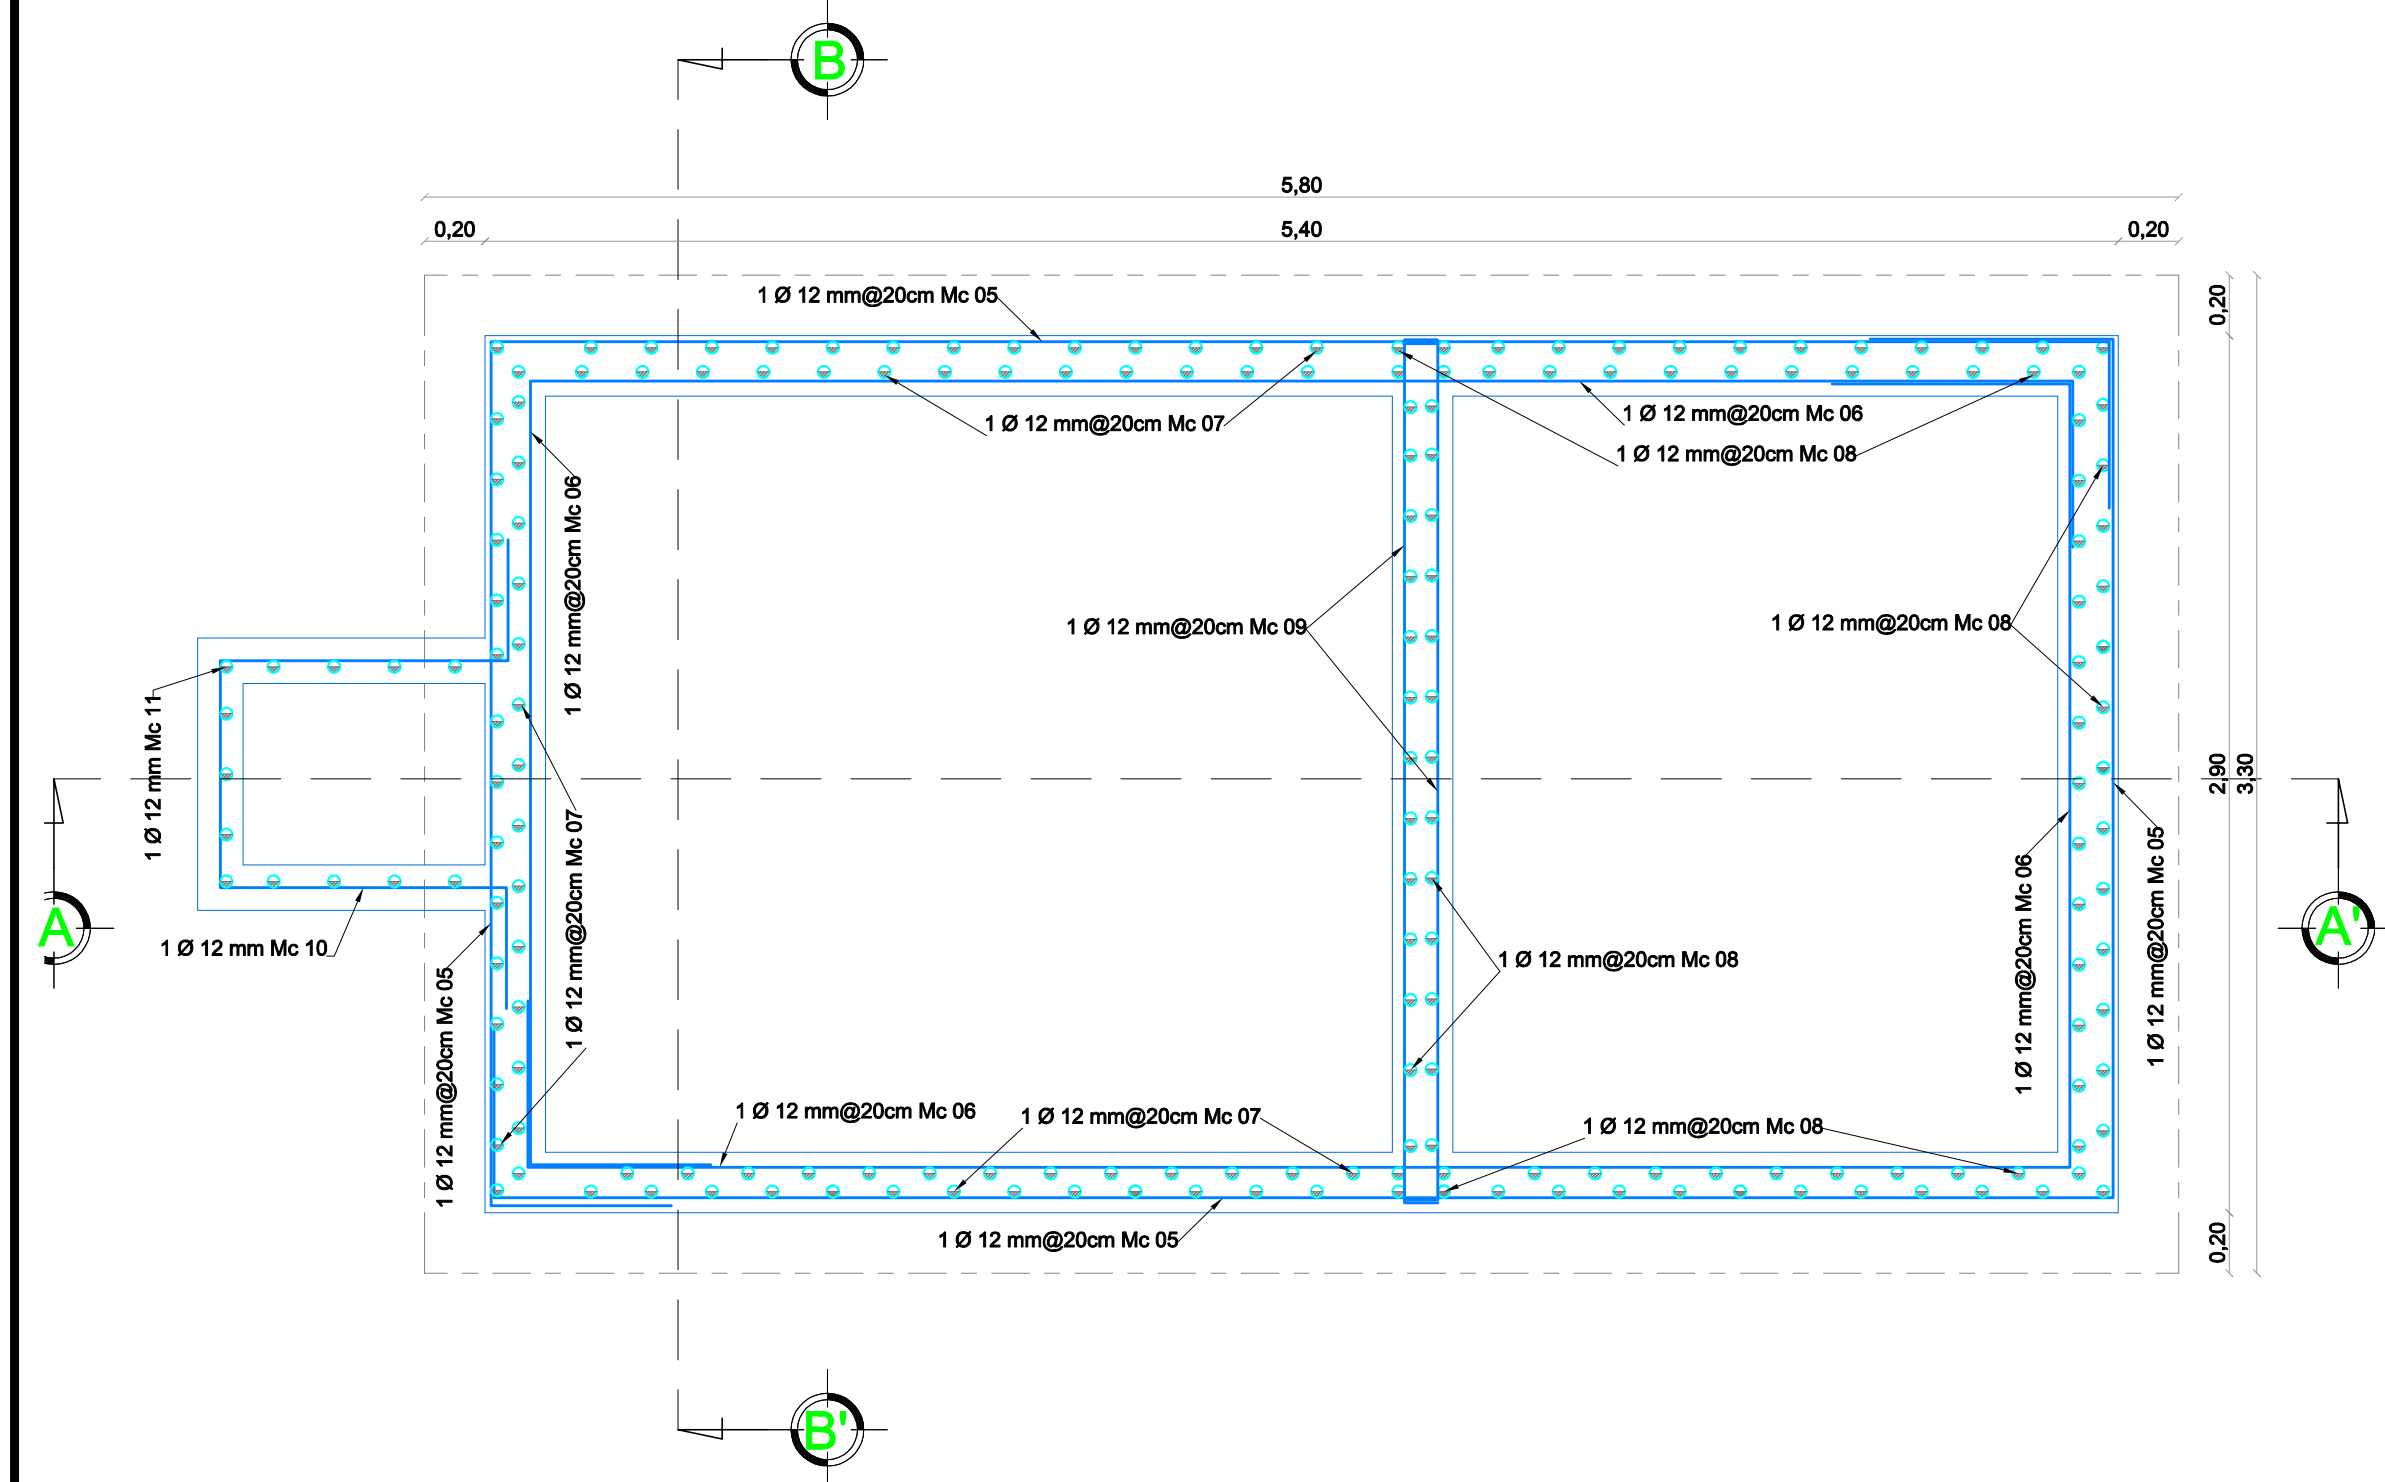 B
5,80
0,20
5,40
0,20
1 Ø 12 mm@20cm Mc 05
0,20
1 Ø 12 mm@20cm Mc 07
1 Ø 12 mm@20cm Mc 06
1 Ø 12 mm@20cm Mc 08
1 Ø 12 mm@20cm Mc 06
1 Ø 12 mm@20cm Mc 09
1 Ø 12 mm@20cm Mc 08
1 Ø 12 mm Mc 11
2,90
3,30
1 Ø 12 mm@20cm Mc 07
1 Ø 12 mm@20cm Mc 06
1 Ø 12 mm@20cm Mc 05
A
A'
1 Ø 12 mm Mc 10
1 Ø 12 mm@20cm Mc 05
1 Ø 12 mm@20cm Mc 08
1 Ø 12 mm@20cm Mc 06
1 Ø 12 mm@20cm Mc 07
1 Ø 12 mm@20cm Mc 08
1 Ø 12 mm@20cm Mc 05
0,20
B'